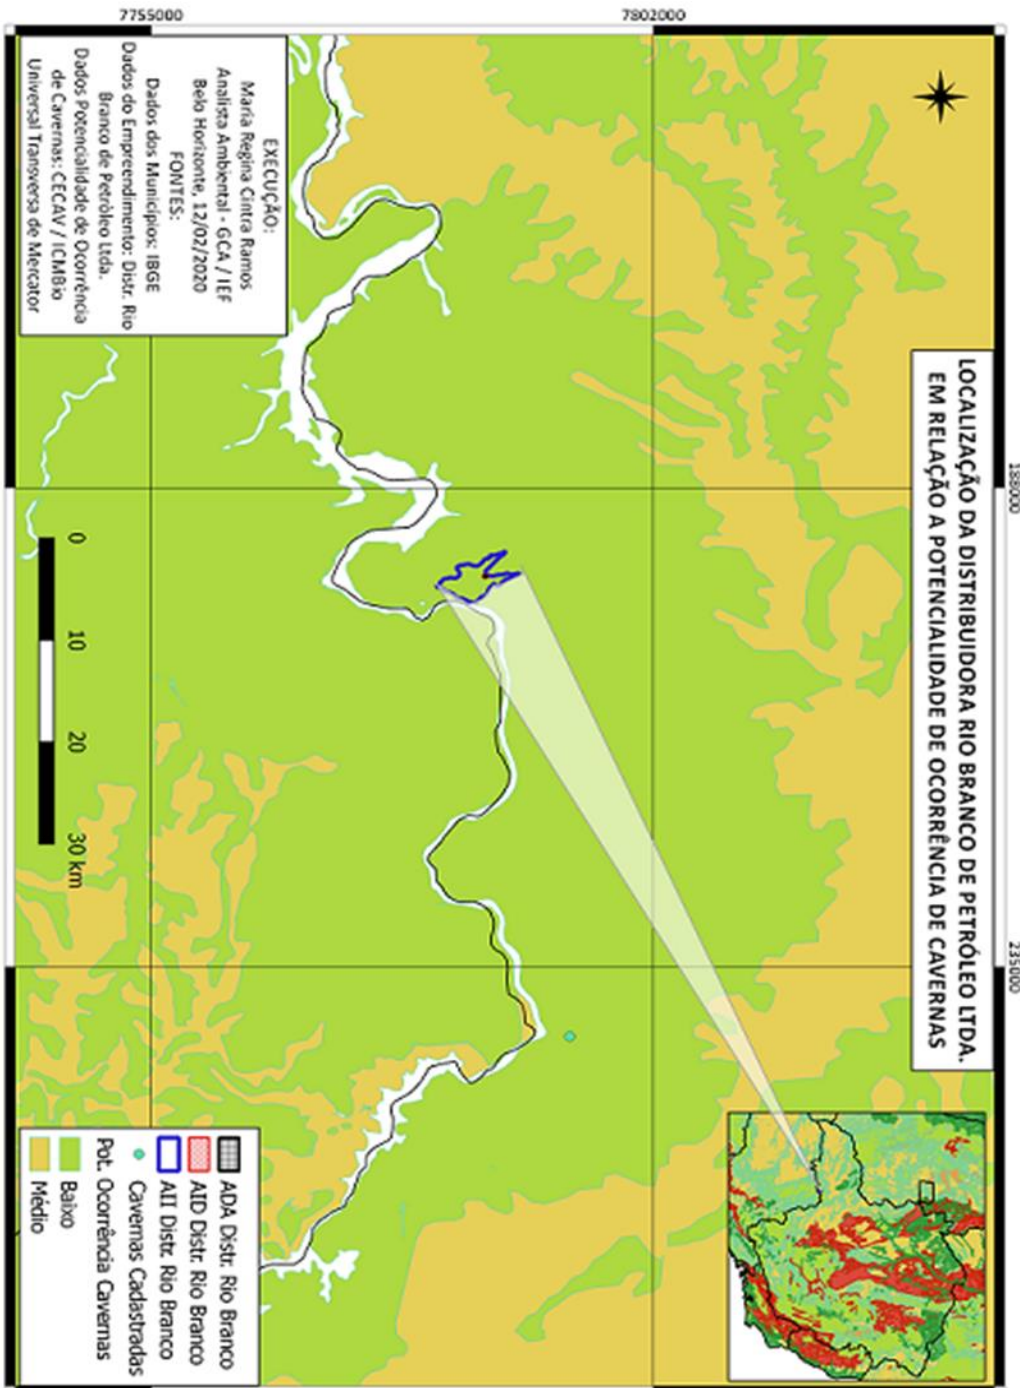 LOCALIZAÇÃO DA DISTRIBUIDORA RIO BRANCO DE PETRÓLEO LTDA.
EM RELAÇÃO A POTENCIALIDADE DE OCORRÊNCIA DE CAVERNAS
188000
235000
7802000
7755000
EXECUÇÃO:
Maria Regina Cintra Ramos
Analista Ambiental - GCA / IEF
Belo Horizonte, 12/02/2020
FONTES:
Dados dos Municípios: IBGE
Dados do Empreendimento: Distr. Rio
Branco de Petróleo Ltda.
Dados Potencialidade de Ocorrência
de Cavernas: CECAV / ICMBio
Universal Transversa de Mercator
0 10 20 30 km
ADA Distr. Rio Branco
AID Distr. Rio Branco
AII Distr. Rio Branco
Cavernas Cadastradas
Pot. Ocorrência Cavernas
Baixo
Médio